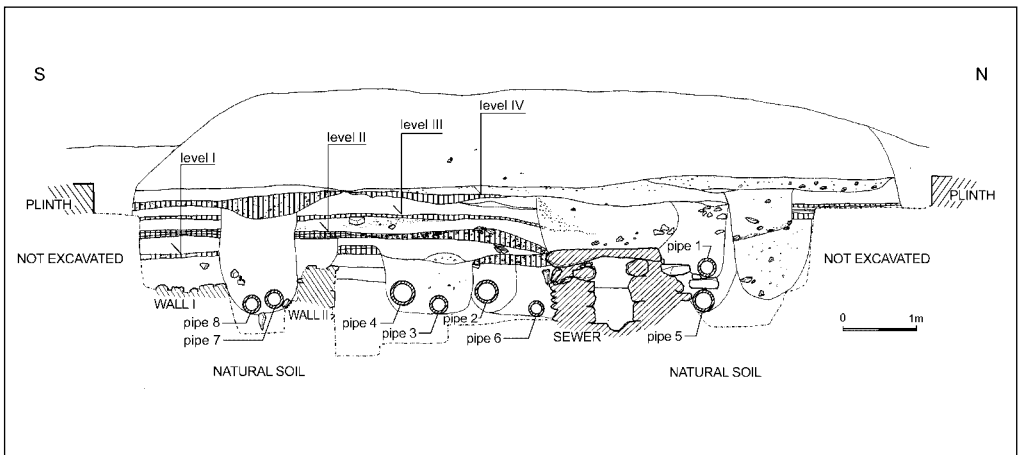 S
N
level IV
level III
level II
level I
PLINTH
PLINTH
NOT EXCAVATED
NOT EXCAVATED
pipe 1
WALL I
WALL II
pipe 8
pipe 7
pipe 4
pipe 3
pipe 2
pipe 6
SEWER
pipe 5
0 1m
NATURAL SOIL
NATURAL SOIL